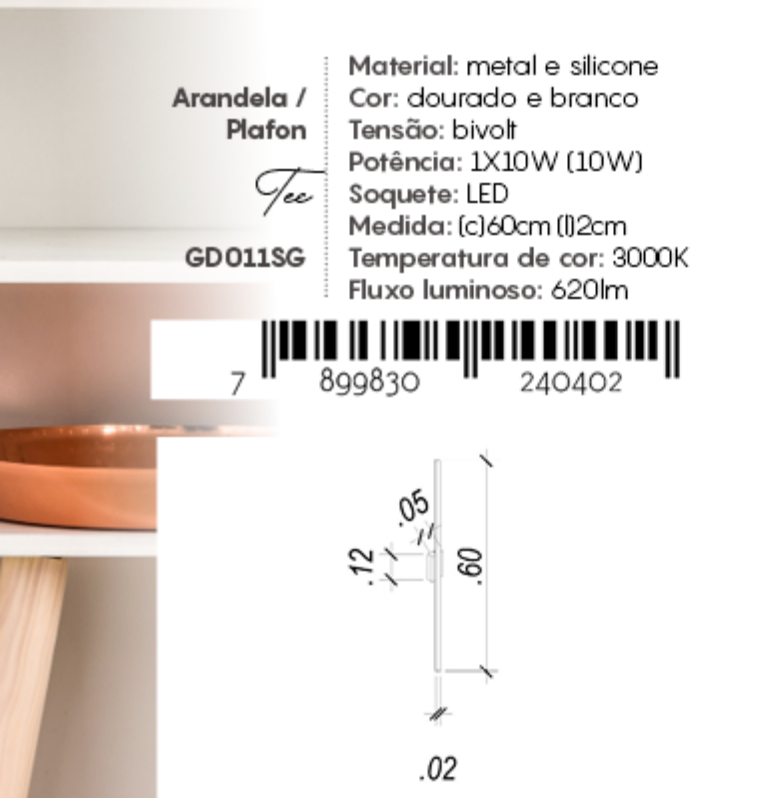 Arandela /
Plafon
Tec
GD011SG
Material: metal e silicone
Cor: dourado e branco
Tensão: bivolt
Potência: 1X10W (10W)
Soquete: LED
Medida: (c)60cm (l)2cm
Temperatura de cor: 3000K
Fluxo luminoso: 620lm
7 899830 240402
.05
.12
.60
.02